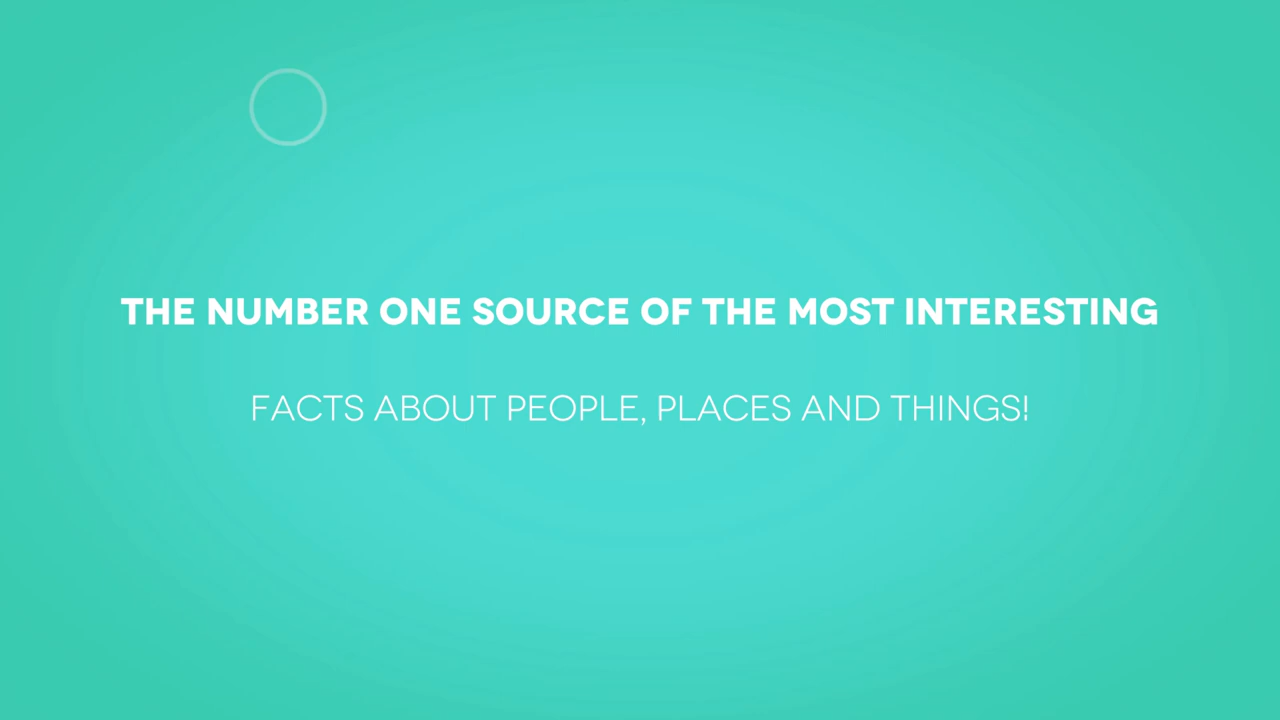 THE NUMBER ONE SOURCE OF THE MOST INTERESTING
FACTS ABOUT PEOPLE, PLACES AND THINGS!